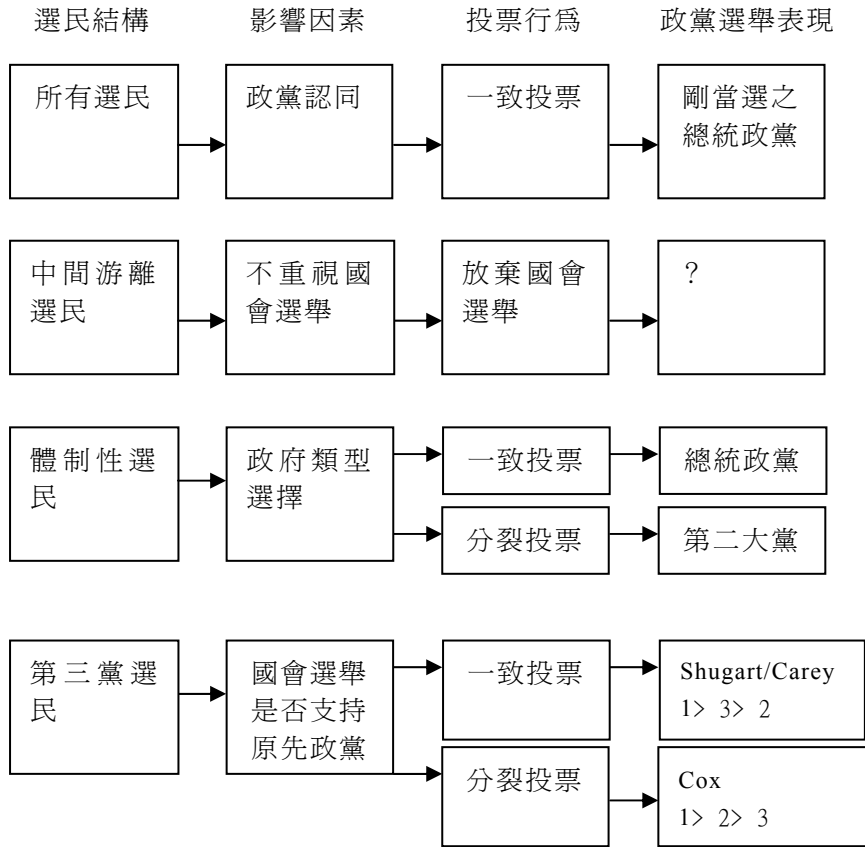 選民結構 影響因素 投票行為 政黨選舉表現
所有選民
政黨認同
一致投票
剛當選之
總統政黨
中間游離
選民
不重視國
會選舉
放棄國會
選舉
?
體制性選
民
政府類型
選擇
一致投票
總統政黨
分裂投票
第二大黨
第三黨選
民
國會選舉
是否支持
原先政黨
一致投票
Shugart/Carey
1> 3> 2
分裂投票
Cox
1> 2> 3